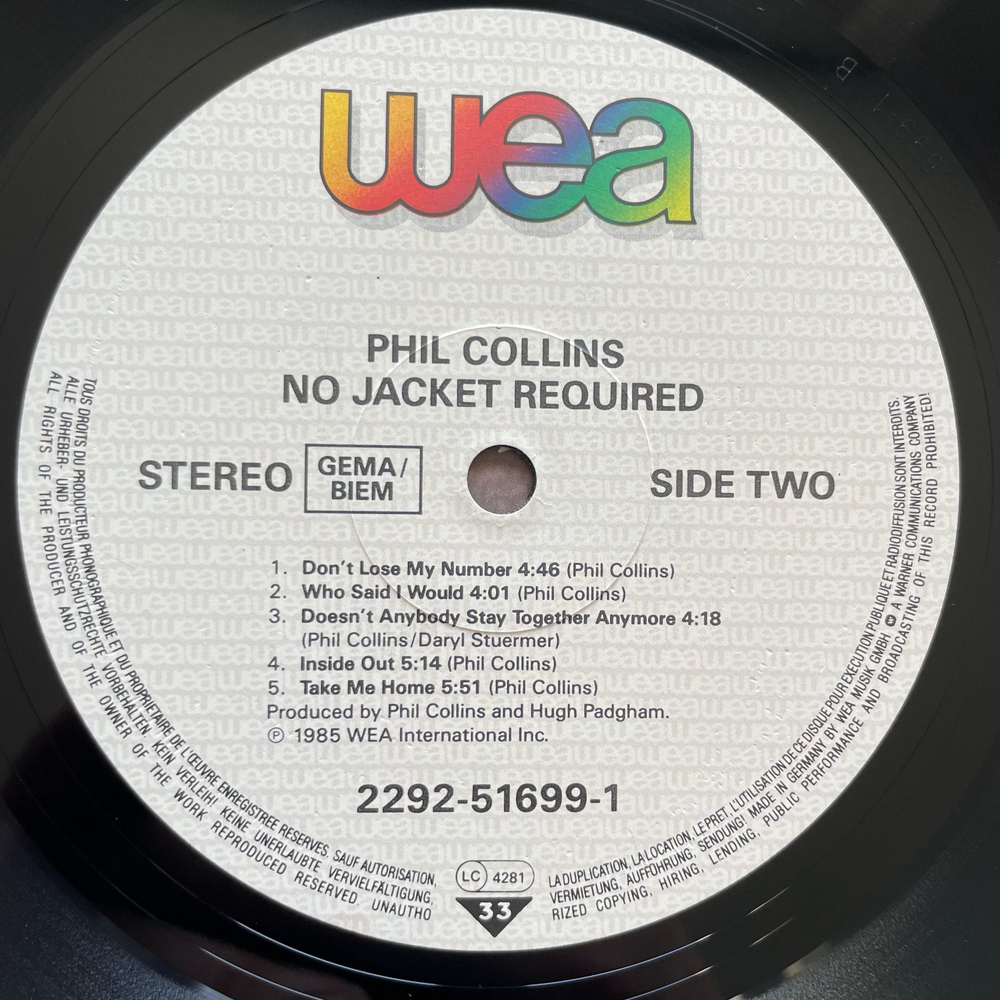 wea
PHIL COLLINS
NO JACKET REQUIRED
STEREO
GEMA/
BIEM
SIDE TWO
1. Don't Lose My Number 4:46 (Phil Collins)
2. Who Said I Would 4:01 (Phil Collins)
3. Doesn't Anybody Stay Together Anymore 4:18
(Phil Collins/Daryl Stuermer)
4. Inside Out 5:14 (Phil Collins)
5. Take Me Home 5:51 (Phil Collins)
Produced by Phil Collins and Hugh Padgham.
℗ 1985 WEA International Inc.
2292-51699-1
LC 4281
33
TOUS DROITS DU PRODUCTEUR PHONOGRAPHIQUE ET DU PROPRIETAIRE DE L'ŒUVRE ENREGISTREE RESERVES, SAUF AUTORISATION,
LA DUPLICATION, LA LOCATION, LE PRET, L'UTILISATION DE CE DISQUE POUR EXECUTION PUBLIQUE ET RADIODIFFUSION SONT INTERDITS.
ALLE URHEBER- UND LEISTUNGSSCHUTZRECHTE VORBEHALTEN KEIN VERLEIH! KEINE UNERLAUBTE VERVIELFÄLTIGUNG,
VERMIETUNG, AUFFÜHRUNG, SENDUNG! MADE IN GERMANY BY WEA MUSIK GMBH A WARNER COMMUNICATIONS COMPANY
ALL RIGHTS OF THE PRODUCER AND OF THE OWNER OF THE WORK REPRODUCED RESERVED UNAUTHO
RIZED COPYING, HIRING, LENDING, PUBLIC PERFORMANCE AND BROADCASTING OF THIS RECORD PROHIBITED!